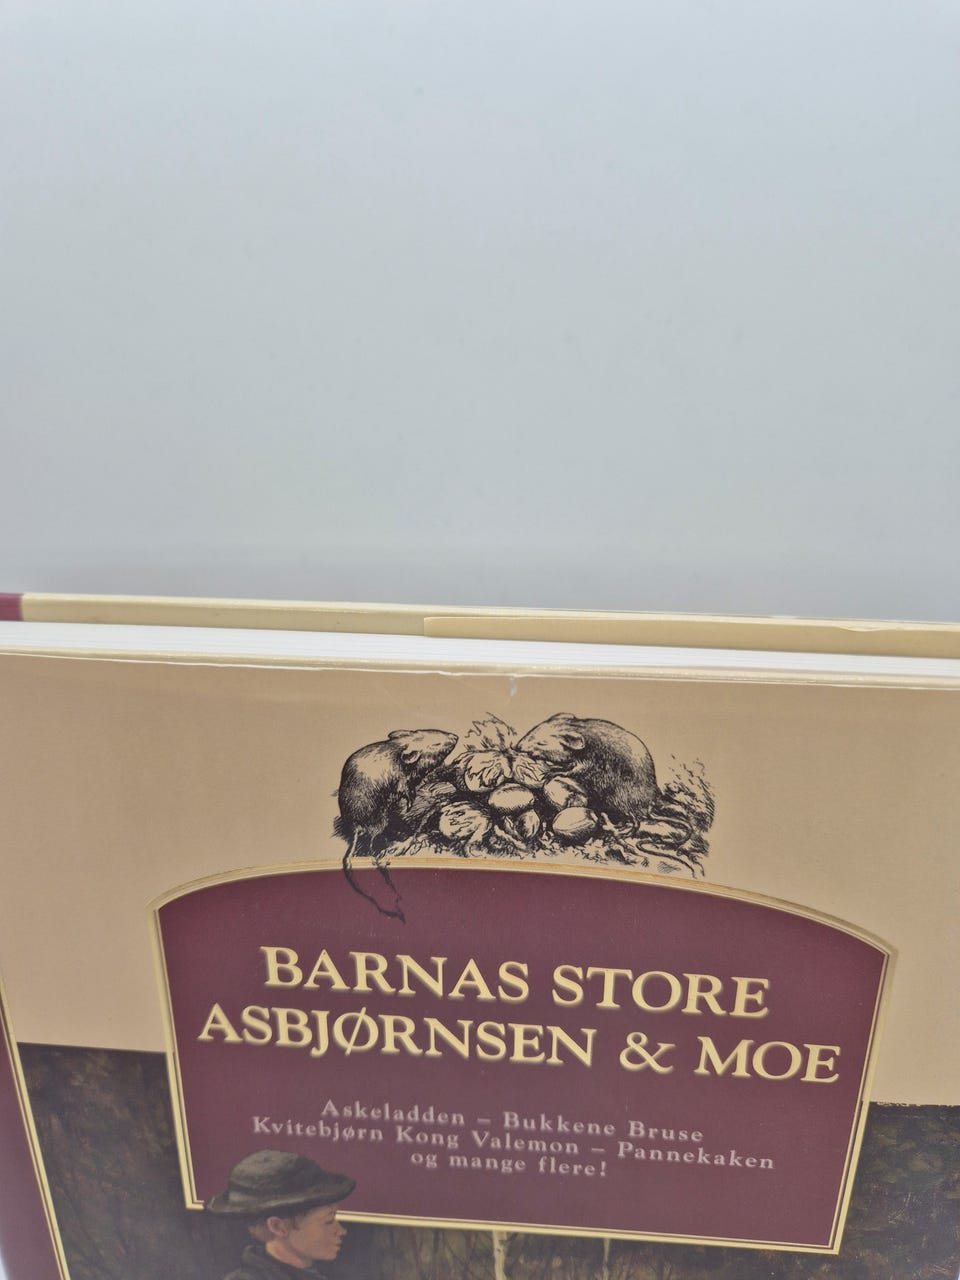 BARNAS STORE
ASBJØRNSEN & MOE
Askeladden – Bukkene Bruse
Kvitebjørn Kong Valemon – Pannekaken
og mange flere!